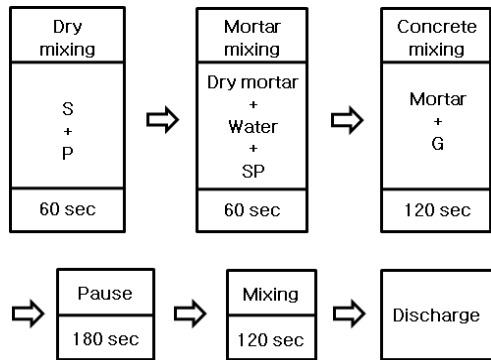 Dry
mixing
S
+
P
60 sec
Mortar
mixing
Dry mortar
+
Water
+
SP
60 sec
Concrete
mixing
Mortar
+
G
120 sec
Pause
180 sec
Mixing
120 sec
Discharge